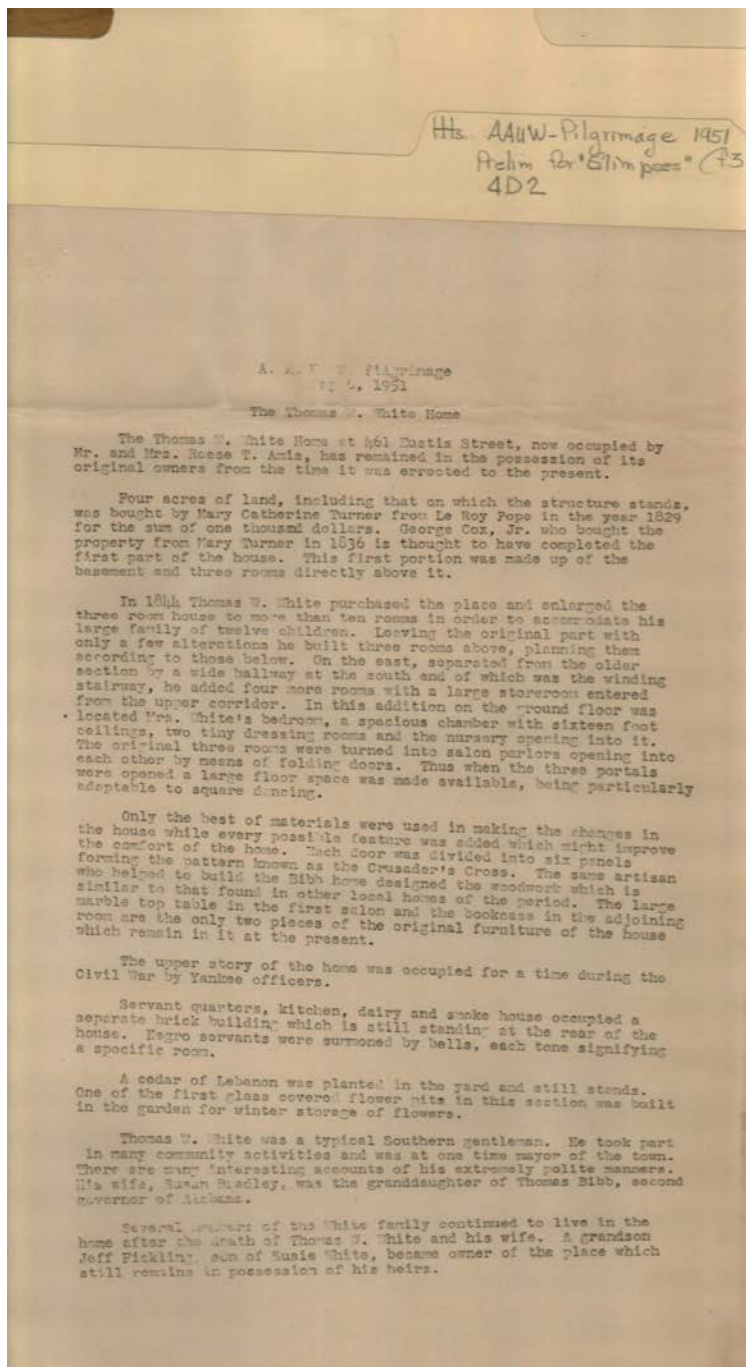 Hts. AAUW-Pilgrimage 1951
Prelim for "Glimpses" (F3
4D2
A. A. U. W. Pilgrimage
6, 1951
The Thomas W. White Home
The Thomas W. White Home at 461 Eustis Street, now occupied by
Mr. and Mrs. Reese T. Amis, has remained in the possession of its
original owners from the time it was errocted to the present.
Four acres of land, including that on which the structure stands,
was bought by Mary Catherine Turner from Le Roy Pope in the year 1829
for the sum of one thousand dollars. George Cox, Jr. who bought the
property from Mary Turner in 1836 is thought to have completed the
first part of the house. This first portion was made up of the
basement and three rooms directly above it.
In 1844 Thomas W. White purchased the place and enlarged the
three room house to more than ten rooms in order to accommodate his
large family of twelve children. Leaving the original part with
only a few alterations he built three rooms above, planning them
according to those below. On the east, separated from the older
section by a wide hallway at the south end of which was the winding
stairway, he added four more rooms with a large storeroom entered
from the upper corridor. In this addition on the ground floor was
located Mrs. White's bedroom, a spacious chamber with sixteen foot
ceilings, two tiny dressing rooms and the nursery opening into it.
The original three rooms were turned into salon parlors opening into
each other by means of folding doors. Thus when the three portals
were opened a large floor space was made available, being particularly
adaptable to square dancing.
Only the best of materials were used in making the changes in
the house while every possible feature was added which might improve
the comfort of the home. Each door was divided into six panels
forming the pattern known as the Crusader's Cross. The same artisan
who helped to build the Bibb home designed the woodwork which is
similar to that found in other local homes of the period. The large
marble top table in the first salon and the bookcase in the adjoining
room are the only two pieces of the original furniture of the house
which remain in it at the present.
The upper story of the home was occupied for a time during the
Civil War by Yankee officers.
Servant quarters, kitchen, dairy and smoke house occupied a
separate brick building which is still standing at the rear of the
house. Negro servants were summoned by bells, each tone signifying
a specific room.
A cedar of Lebanon was planted in the yard and still stands.
One of the first glass covered flower pits in this section was built
in the garden for winter storage of flowers.
Thomas W. White was a typical Southern gentleman. He took part
in many community activities and was at one time mayor of the town.
There are many interesting accounts of his extremely polite manners.
His wife, Susan Bradley, was the granddaughter of Thomas Bibb, second
governor of Alabama.
Several members of the White family continued to live in the
home after the death of Thomas W. White and his wife. A grandson
Jeff Fickling, son of Susie White, became owner of the place which
still remains in possession of his heirs.